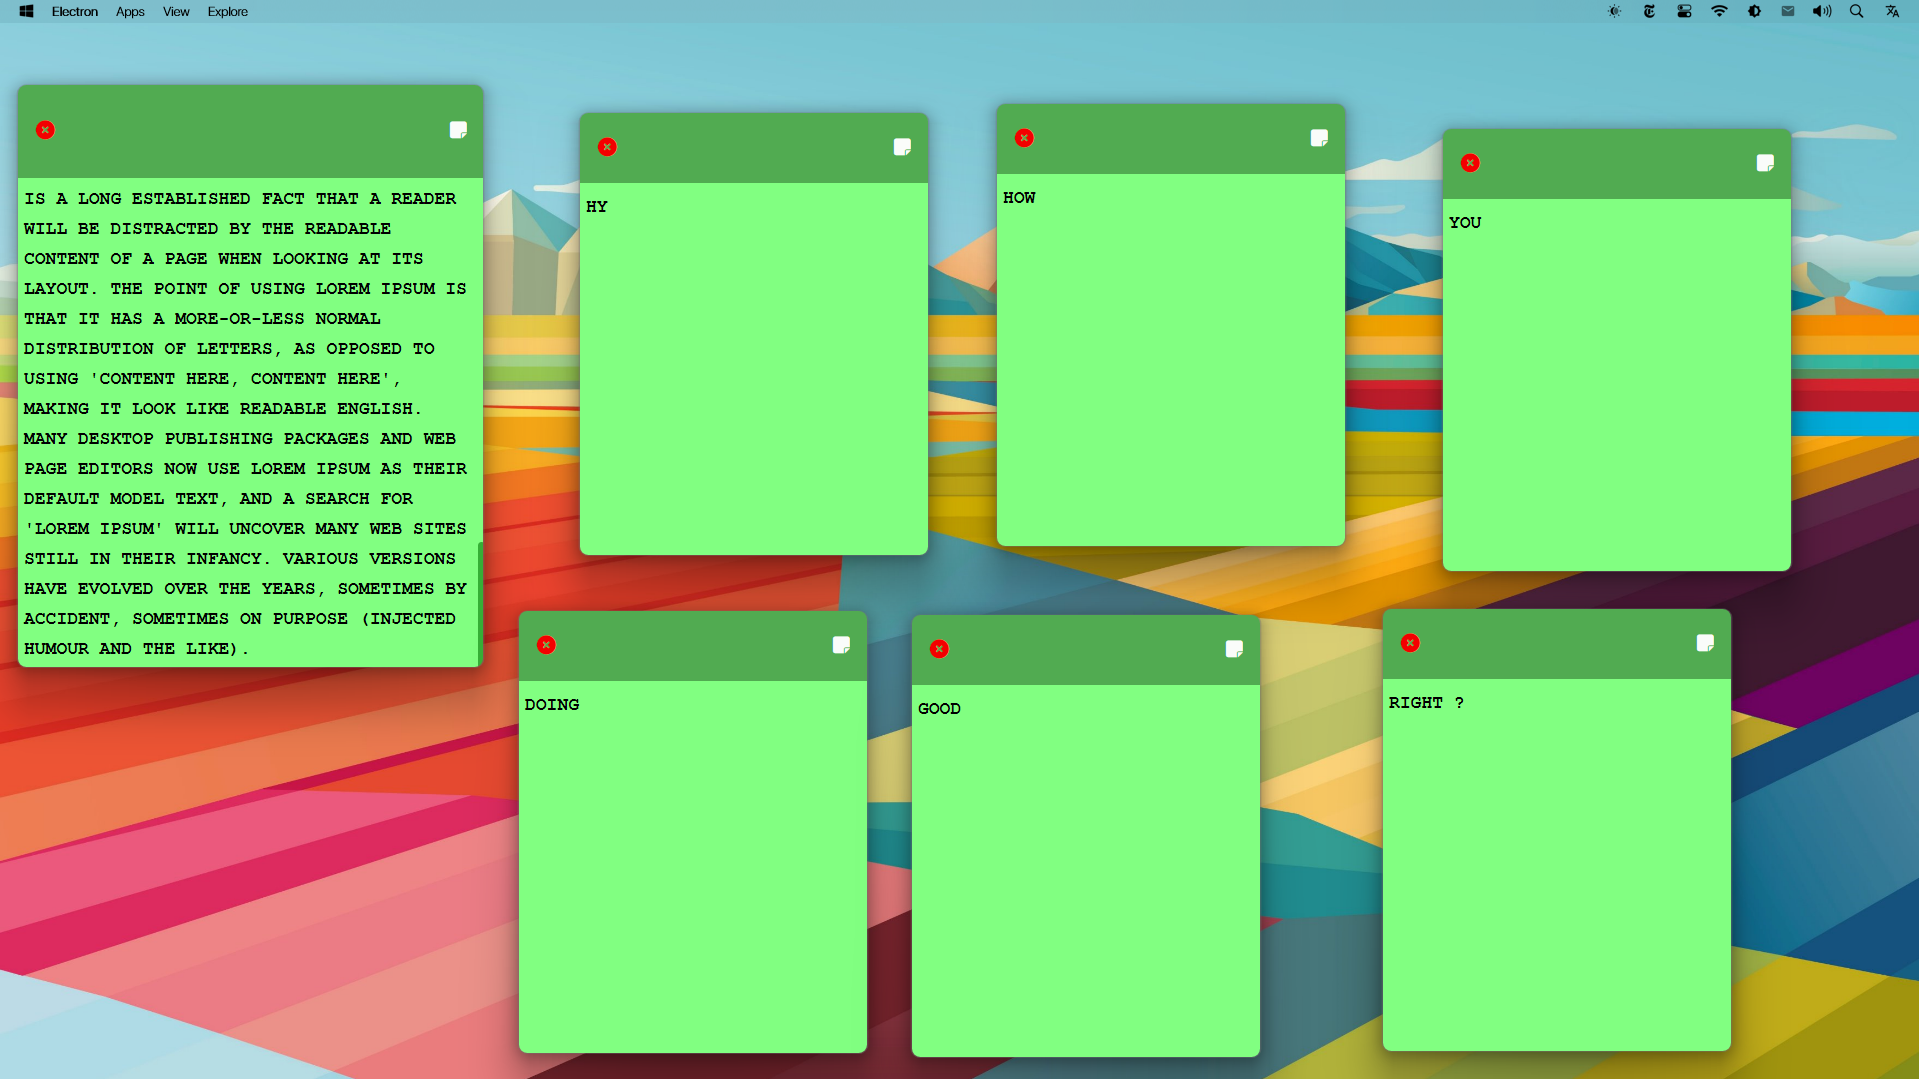 Electron Apps View Explore
IS A LONG ESTABLISHED FACT THAT A READER
WILL BE DISTRACTED BY THE READABLE
CONTENT OF A PAGE WHEN LOOKING AT ITS
LAYOUT. THE POINT OF USING LOREM IPSUM IS
THAT IT HAS A MORE-OR-LESS NORMAL
DISTRIBUTION OF LETTERS, AS OPPOSED TO
USING 'CONTENT HERE, CONTENT HERE',
MAKING IT LOOK LIKE READABLE ENGLISH.
MANY DESKTOP PUBLISHING PACKAGES AND WEB
PAGE EDITORS NOW USE LOREM IPSUM AS THEIR
DEFAULT MODEL TEXT, AND A SEARCH FOR
'LOREM IPSUM' WILL UNCOVER MANY WEB SITES
STILL IN THEIR INFANCY. VARIOUS VERSIONS
HAVE EVOLVED OVER THE YEARS, SOMETIMES BY
ACCIDENT, SOMETIMES ON PURPOSE (INJECTED
HUMOUR AND THE LIKE).
HY
HOW
YOU
DOING
GOOD
RIGHT ?